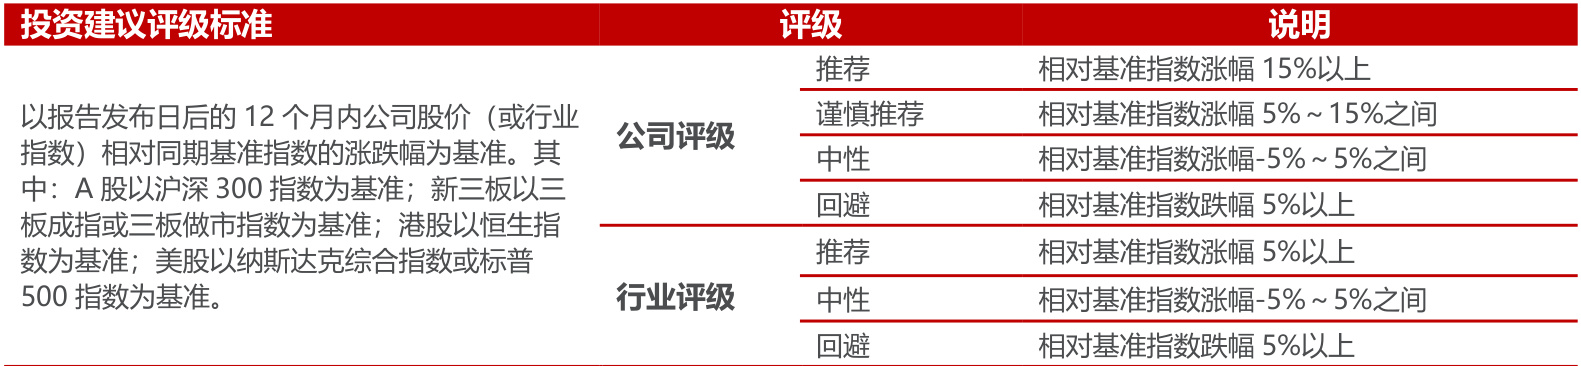 投资建议评级标准 评级 说明
以报告发布日后的 12 个月内公司股价（或行业
指数）相对同期基准指数的涨跌幅为基准。其
中：A 股以沪深 300 指数为基准；新三板以三
板成指或三板做市指数为基准；港股以恒生指
数为基准；美股以纳斯达克综合指数或标普
500 指数为基准。
公司评级
推荐 相对基准指数涨幅 15%以上
谨慎推荐 相对基准指数涨幅 5%～15%之间
中性 相对基准指数涨幅-5%～5%之间
回避 相对基准指数跌幅 5%以上
行业评级
推荐 相对基准指数涨幅 5%以上
中性 相对基准指数涨幅-5%～5%之间
回避 相对基准指数跌幅 5%以上